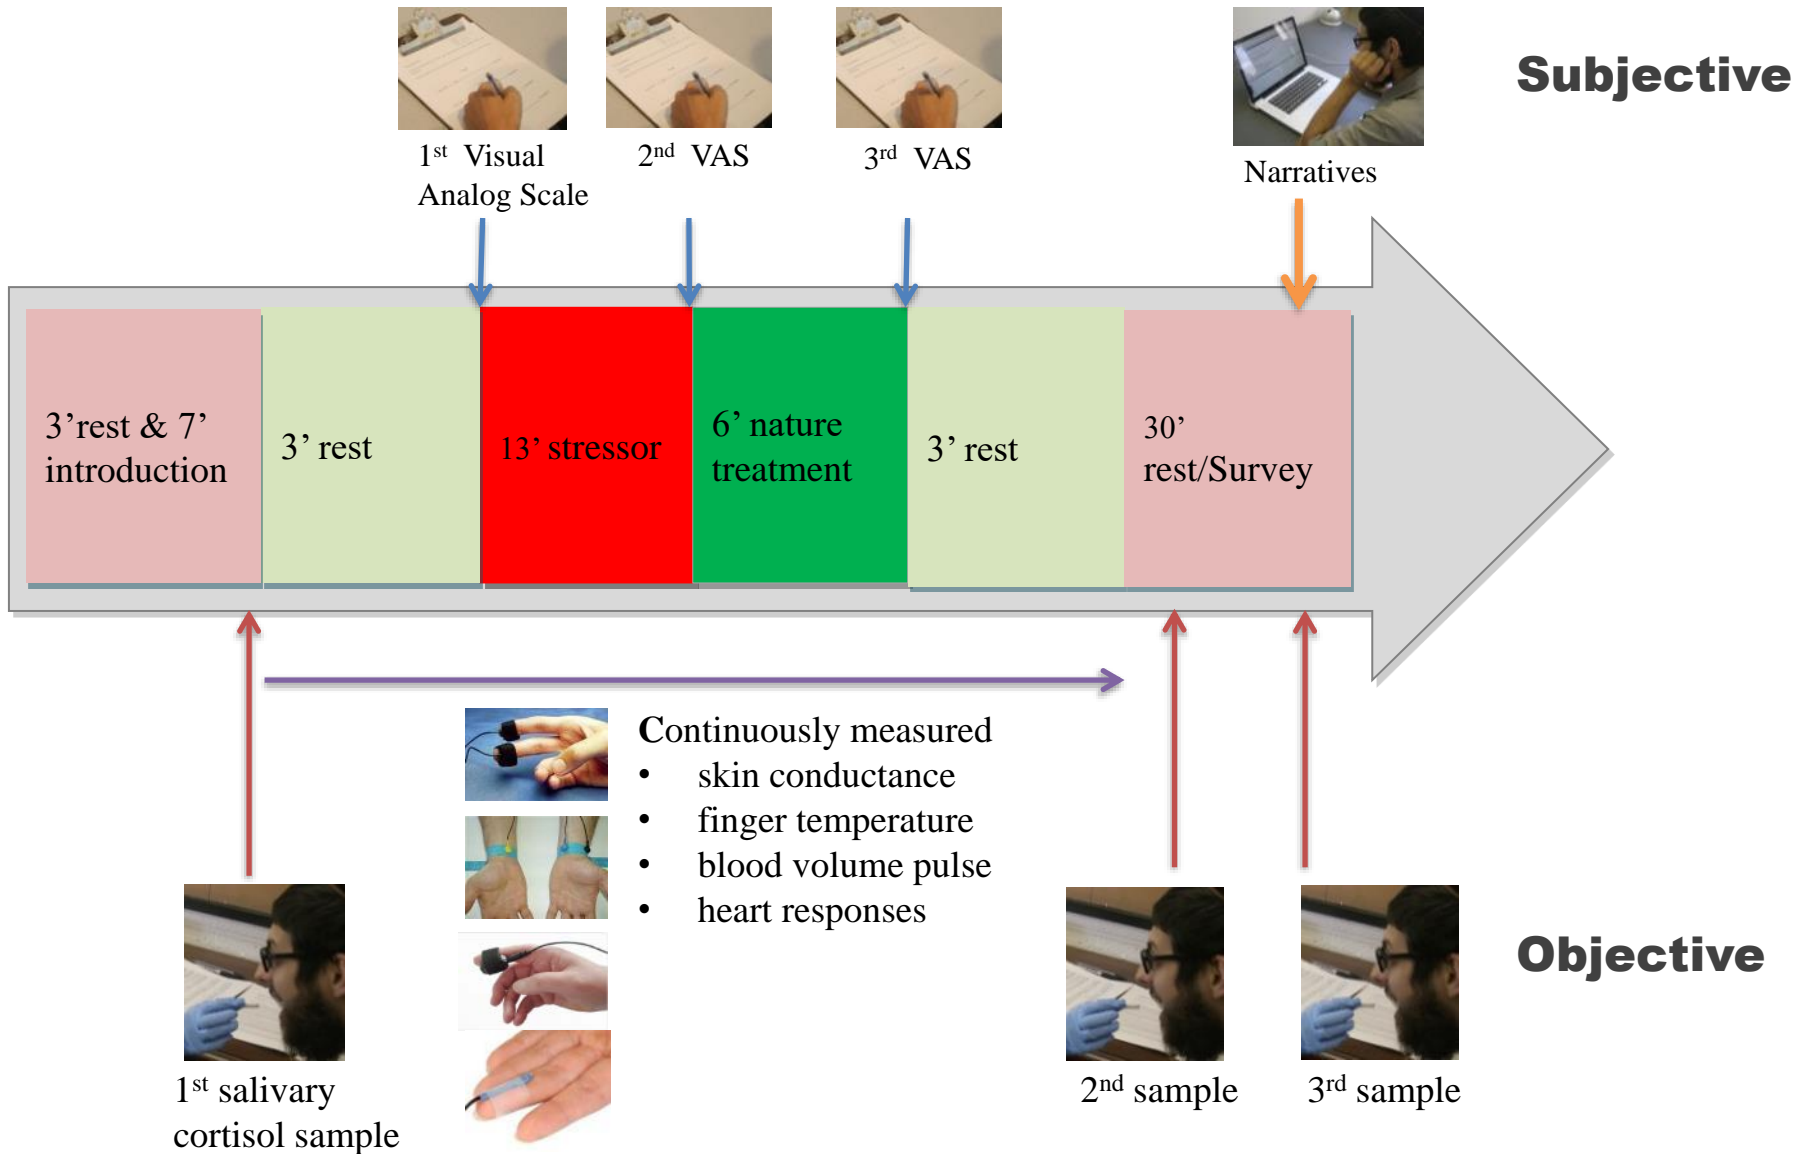 Subjective
1st Visual
Analog Scale
2nd VAS
3rd VAS
Narratives
3’rest & 7’
introduction
3’ rest
13’ stressor
6’ nature
treatment
3’ rest
30’
rest/Survey
Continuously measured
• skin conductance
• finger temperature
• blood volume pulse
• heart responses
Objective
1st salivary
cortisol sample
2nd sample
3rd sample